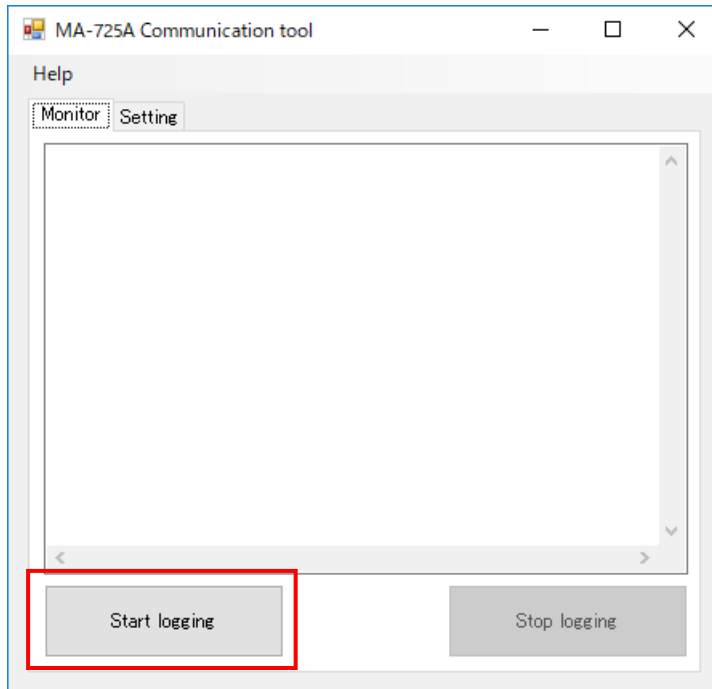 MA-725A Communication tool
Help
Monitor Setting
Start logging Stop logging